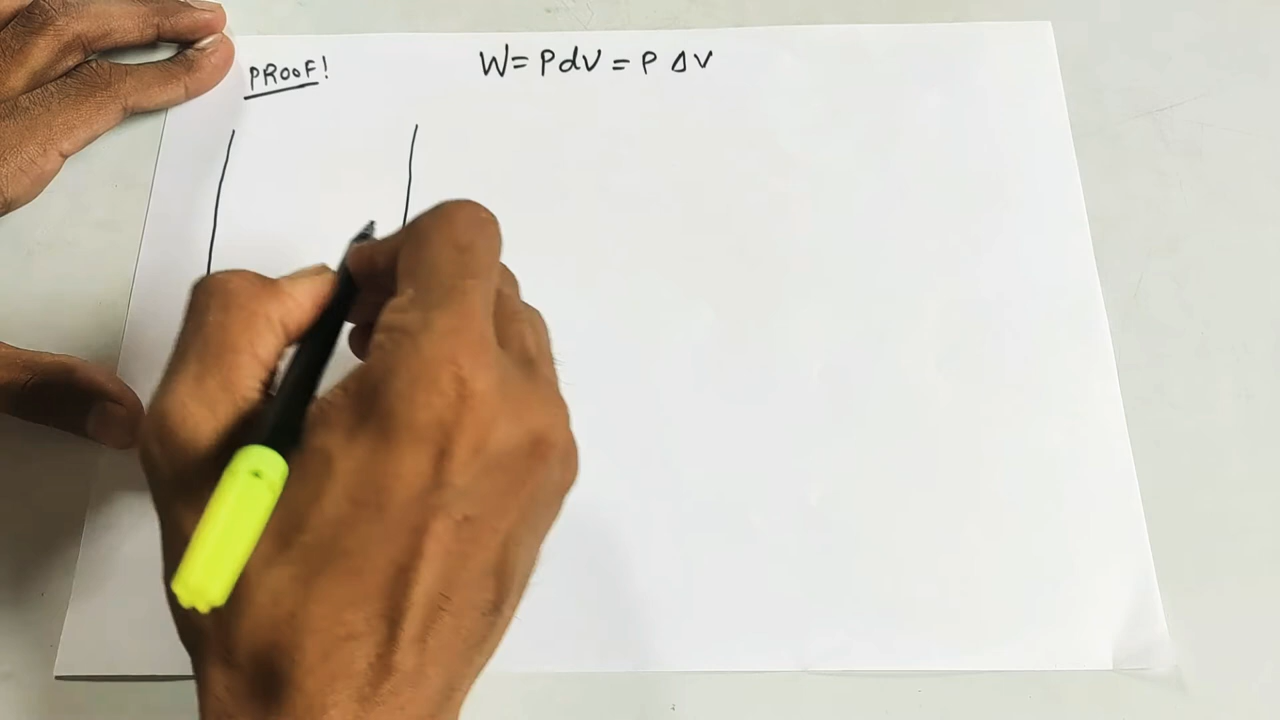 PROOF!
W = PdV = P ΔV